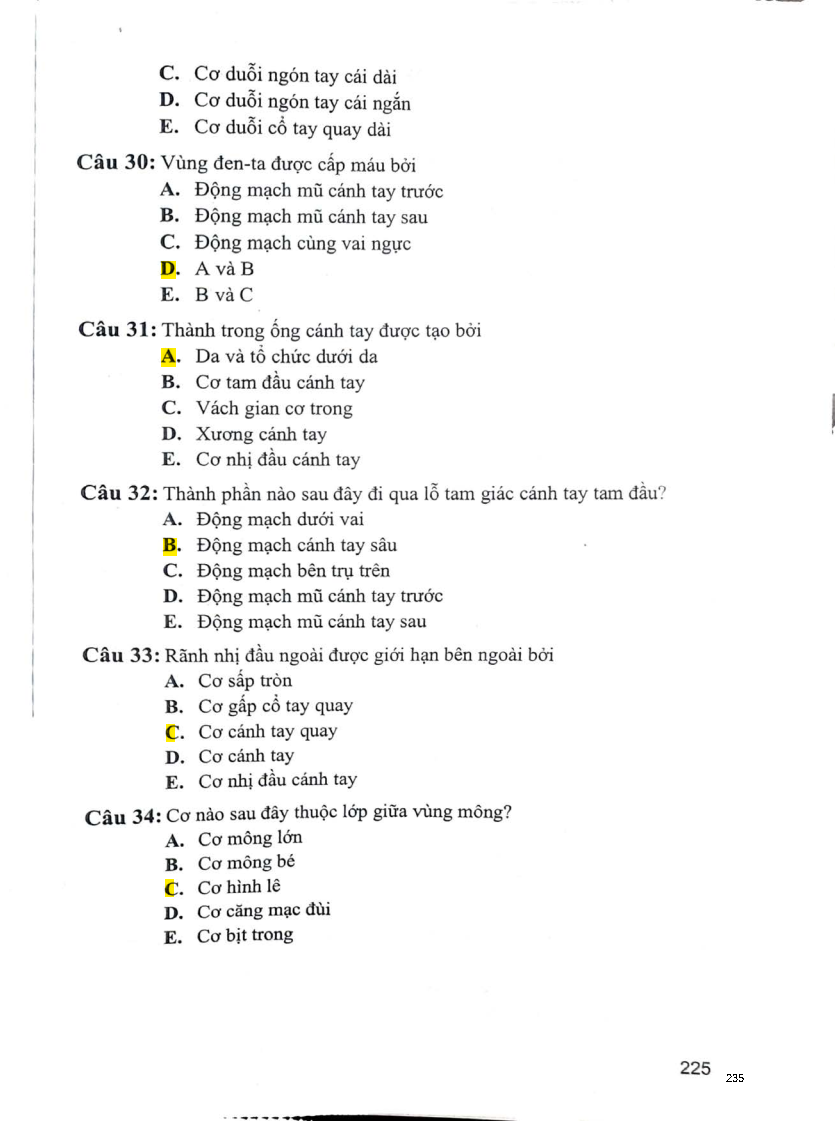 C. Cơ duỗi ngón tay cái dài
D. Cơ duỗi ngón tay cái ngắn
E. Cơ duỗi cổ tay quay dài
Câu 30: Vùng đen-ta được cấp máu bởi
A. Động mạch mũ cánh tay trước
B. Động mạch mũ cánh tay sau
C. Động mạch cùng vai ngực
D. A và B
E. B và C
Câu 31: Thành trong ống cánh tay được tạo bởi
A. Da và tổ chức dưới da
B. Cơ tam đầu cánh tay
C. Vách gian cơ trong
D. Xương cánh tay
E. Cơ nhị đầu cánh tay
Câu 32: Thành phần nào sau đây đi qua lỗ tam giác cánh tay tam đầu?
A. Động mạch dưới vai
B. Động mạch cánh tay sâu
C. Động mạch bên trụ trên
D. Động mạch mũ cánh tay trước
E. Động mạch mũ cánh tay sau
Câu 33: Rãnh nhị đầu ngoài được giới hạn bên ngoài bởi
A. Cơ sấp tròn
B. Cơ gấp cổ tay quay
C. Cơ cánh tay quay
D. Cơ cánh tay
E. Cơ nhị đầu cánh tay
Câu 34: Cơ nào sau đây thuộc lớp giữa vùng mông?
A. Cơ mông lớn
B. Cơ mông bé
C. Cơ hình lê
D. Cơ căng mạc đùi
E. Cơ bịt trong
225
235